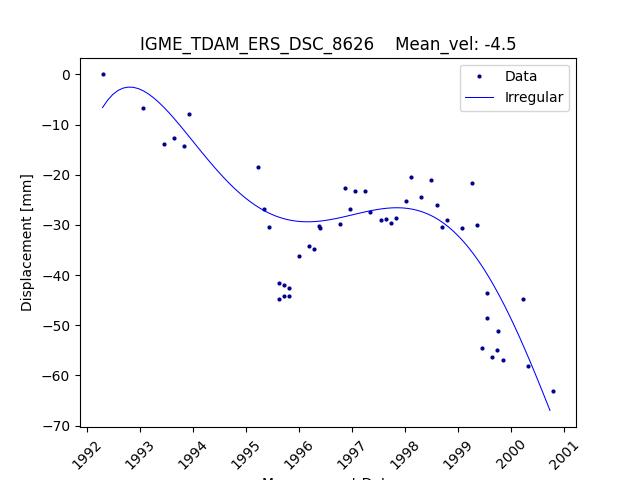 IGME_TDAM_ERS_DSC_8626    Mean_vel: -4.5
Data
Irregular
Displacement [mm]
0
−10
−20
−30
−40
−50
−60
−70
1992 1993 1994 1995 1996 1997 1998 1999 2000 2001